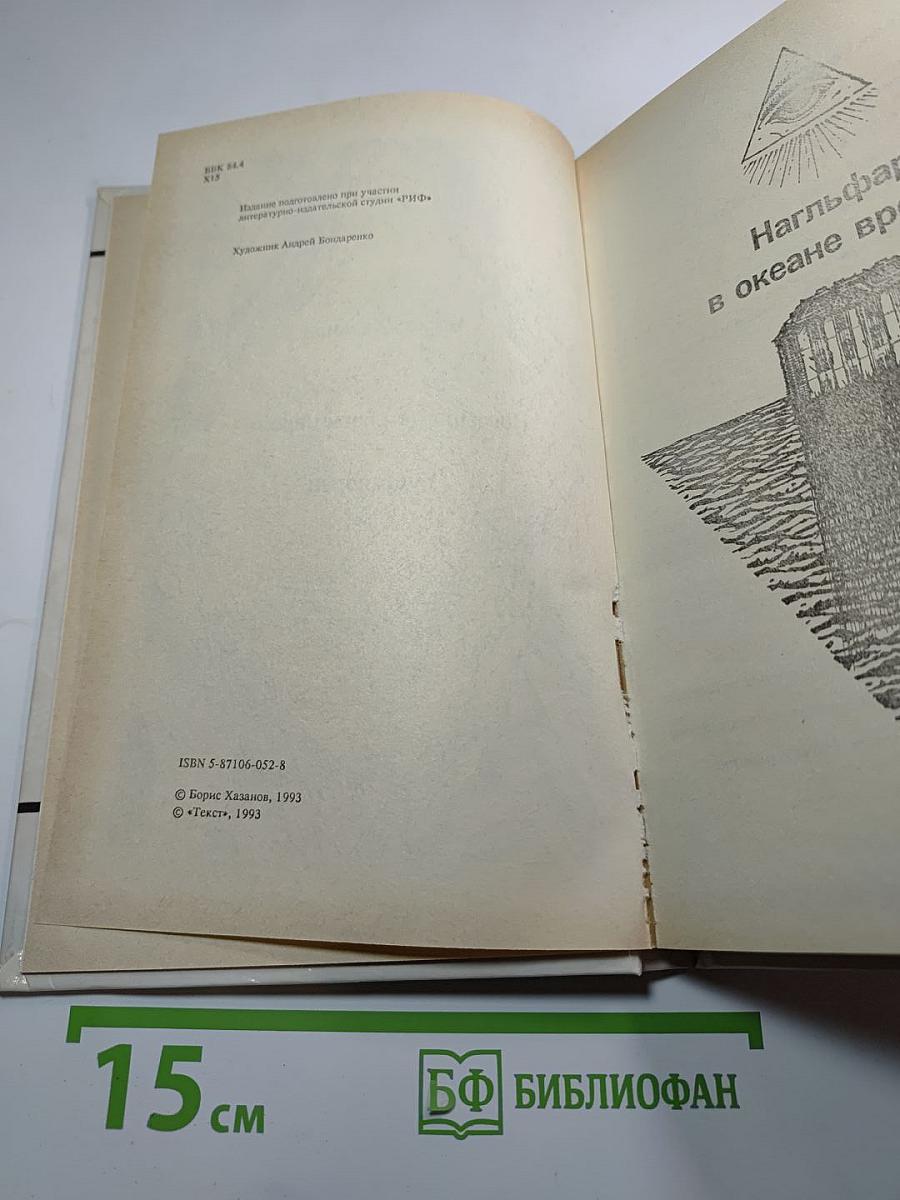 ББК 84.4
Х15
Издание подготовлено при участии
литературно-издательской студии «РИФ»
Художник Андрей Бондаренко
ISBN 5-87106-052-8
© Борис Хазанов, 1993
© «Текст», 1993
Нагльфар
в океане вре
15 см
БФ БИБЛИОФАН